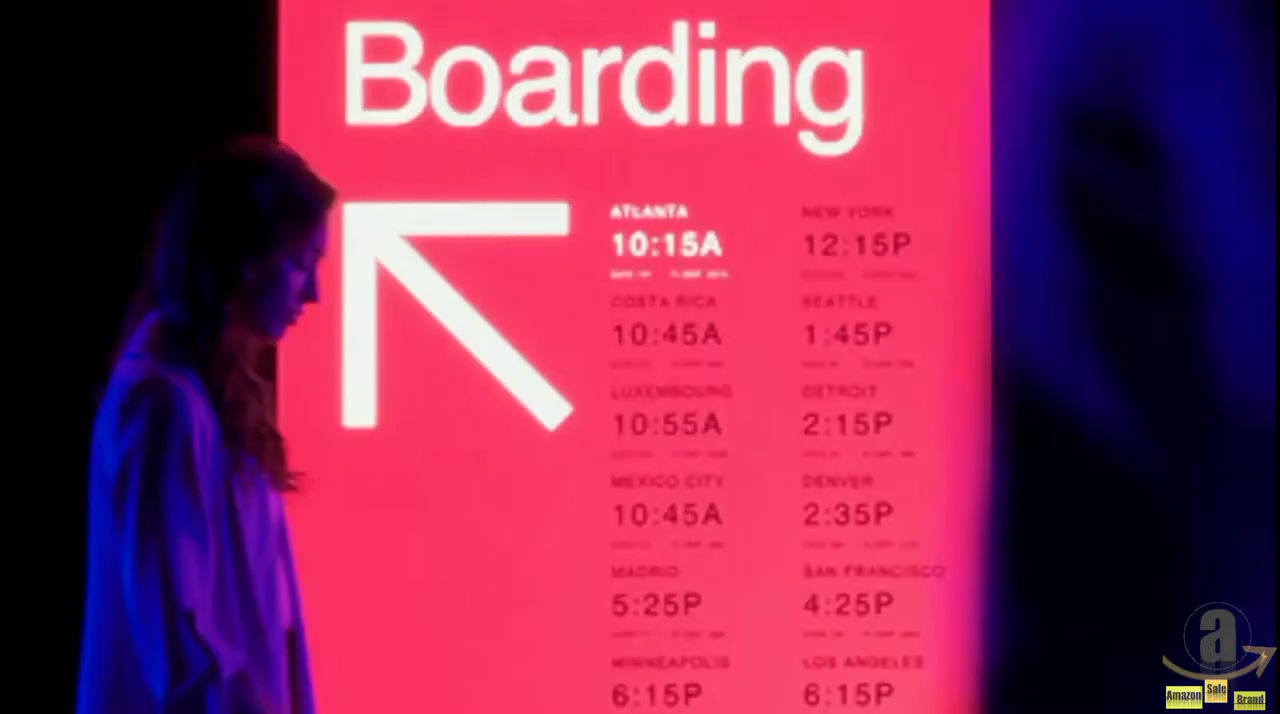 Boarding
ATLANTA
10:15A
COSTA RICA
10:45A
LUXEMBOURG
10:55A
MEXICO CITY
10:45A
MADRID
5:25P
MINNEAPOLIS
6:15P
NEW YORK
12:15P
SEATTLE
1:45P
DETROIT
2:15P
DENVER
2:35P
SAN FRANCISCO
4:25P
LOS ANGELES
6:15P
a
Amazon
Sale
Brand